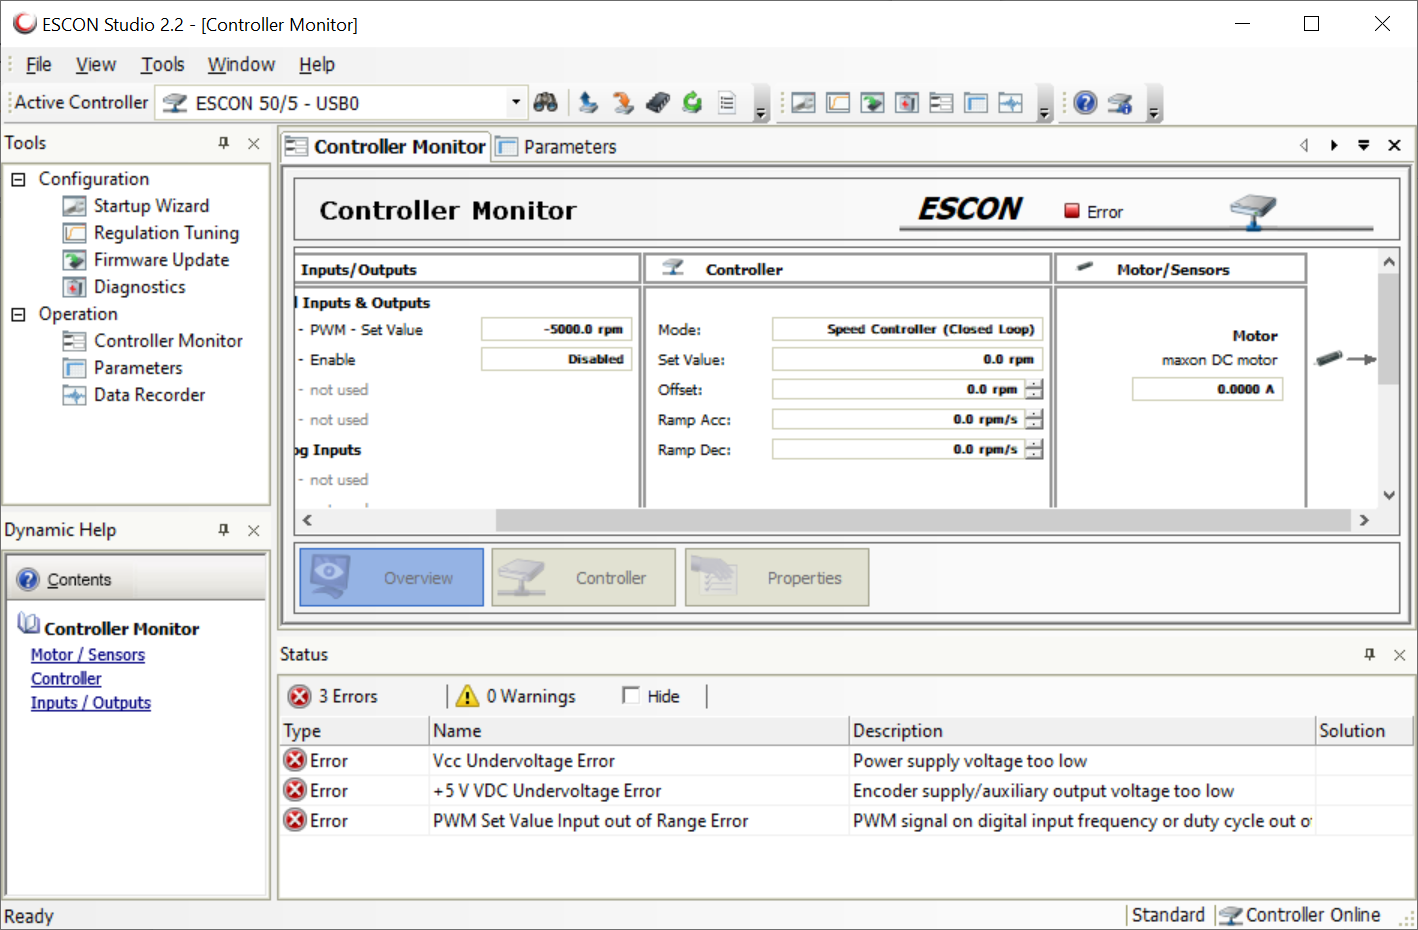 ESCON Studio 2.2 - [Controller Monitor]
File View Tools Window Help
Active Controller ESCON 50/5 - USB0
Tools
Configuration
Startup Wizard
Regulation Tuning
Firmware Update
Diagnostics
Operation
Controller Monitor
Parameters
Data Recorder
Dynamic Help
Contents
Controller Monitor
Motor / Sensors
Controller
Inputs / Outputs
Controller Monitor Parameters
Controller Monitor
ESCON Error
Inputs/Outputs Controller Motor/Sensors
l Inputs & Outputs
- PWM - Set Value -5000.0 rpm
- Enable Disabled
- not used
- not used
og Inputs
- not used
Mode: Speed Controller (Closed Loop)
Set Value: 0.0 rpm
Offset: 0.0 rpm
Ramp Acc: 0.0 rpm/s
Ramp Dec: 0.0 rpm/s
Motor
maxon DC motor
0.0000 A
Overview Controller Properties
Status
3 Errors 0 Warnings Hide
Type Name Description Solution
Error Vcc Undervoltage Error Power supply voltage too low
Error +5 V VDC Undervoltage Error Encoder supply/auxiliary output voltage too low
Error PWM Set Value Input out of Range Error PWM signal on digital input frequency or duty cycle out o
Ready Standard Controller Online